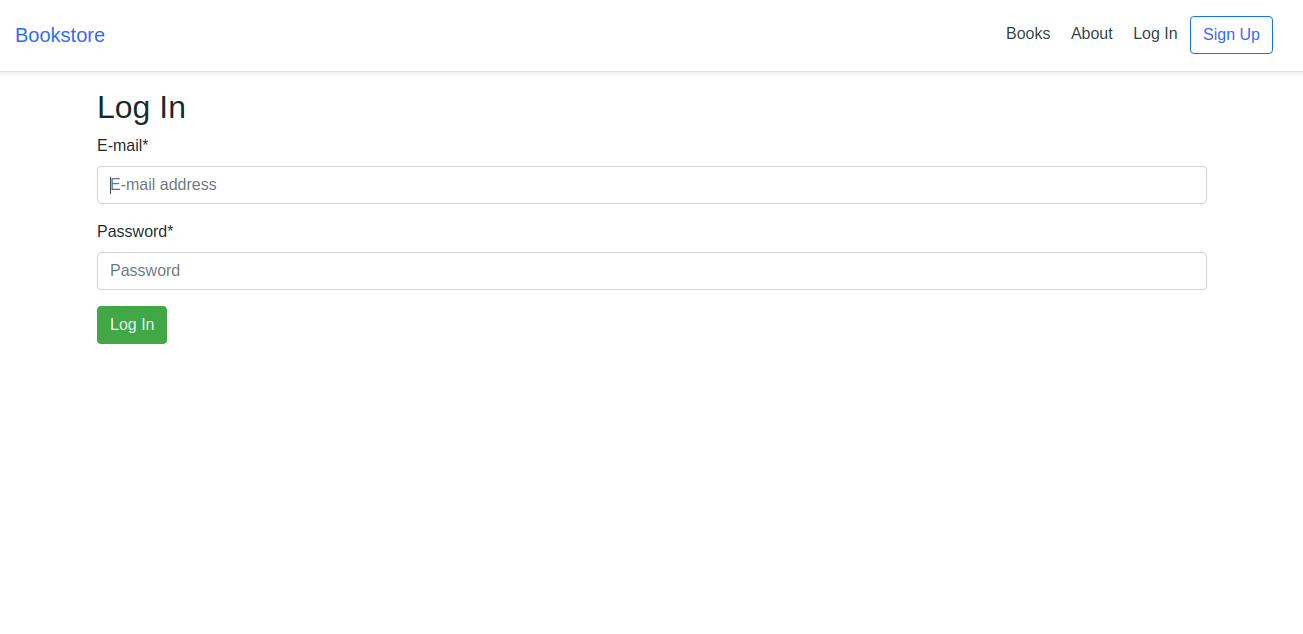 Bookstore
Books About Log In Sign Up
Log In
E-mail*
E-mail address
Password*
Password
Log In